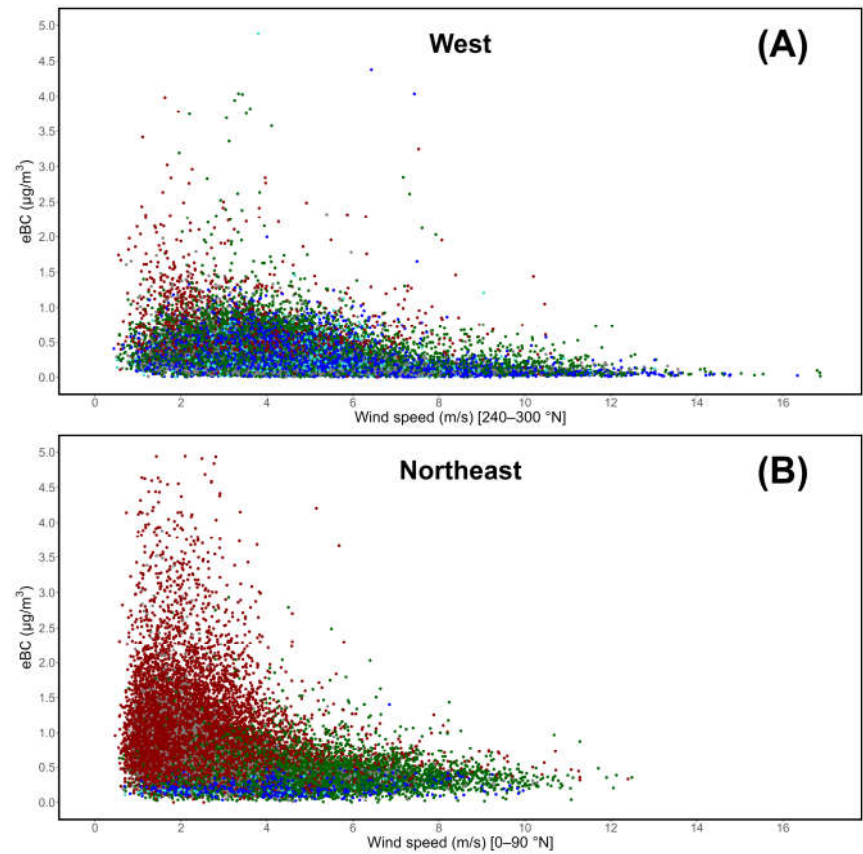 West
(A)
eBC (µg/m³)
5.0
4.5
4.0
3.5
3.0
2.5
2.0
1.5
1.0
0.5
0.0
0 2 4 6 8 10 12 14 16
Wind speed (m/s) [240–300 °N]
Northeast
(B)
eBC (µg/m³)
5.0
4.5
4.0
3.5
3.0
2.5
2.0
1.5
1.0
0.5
0.0
0 2 4 6 8 10 12 14 16
Wind speed (m/s) [0–90 °N]